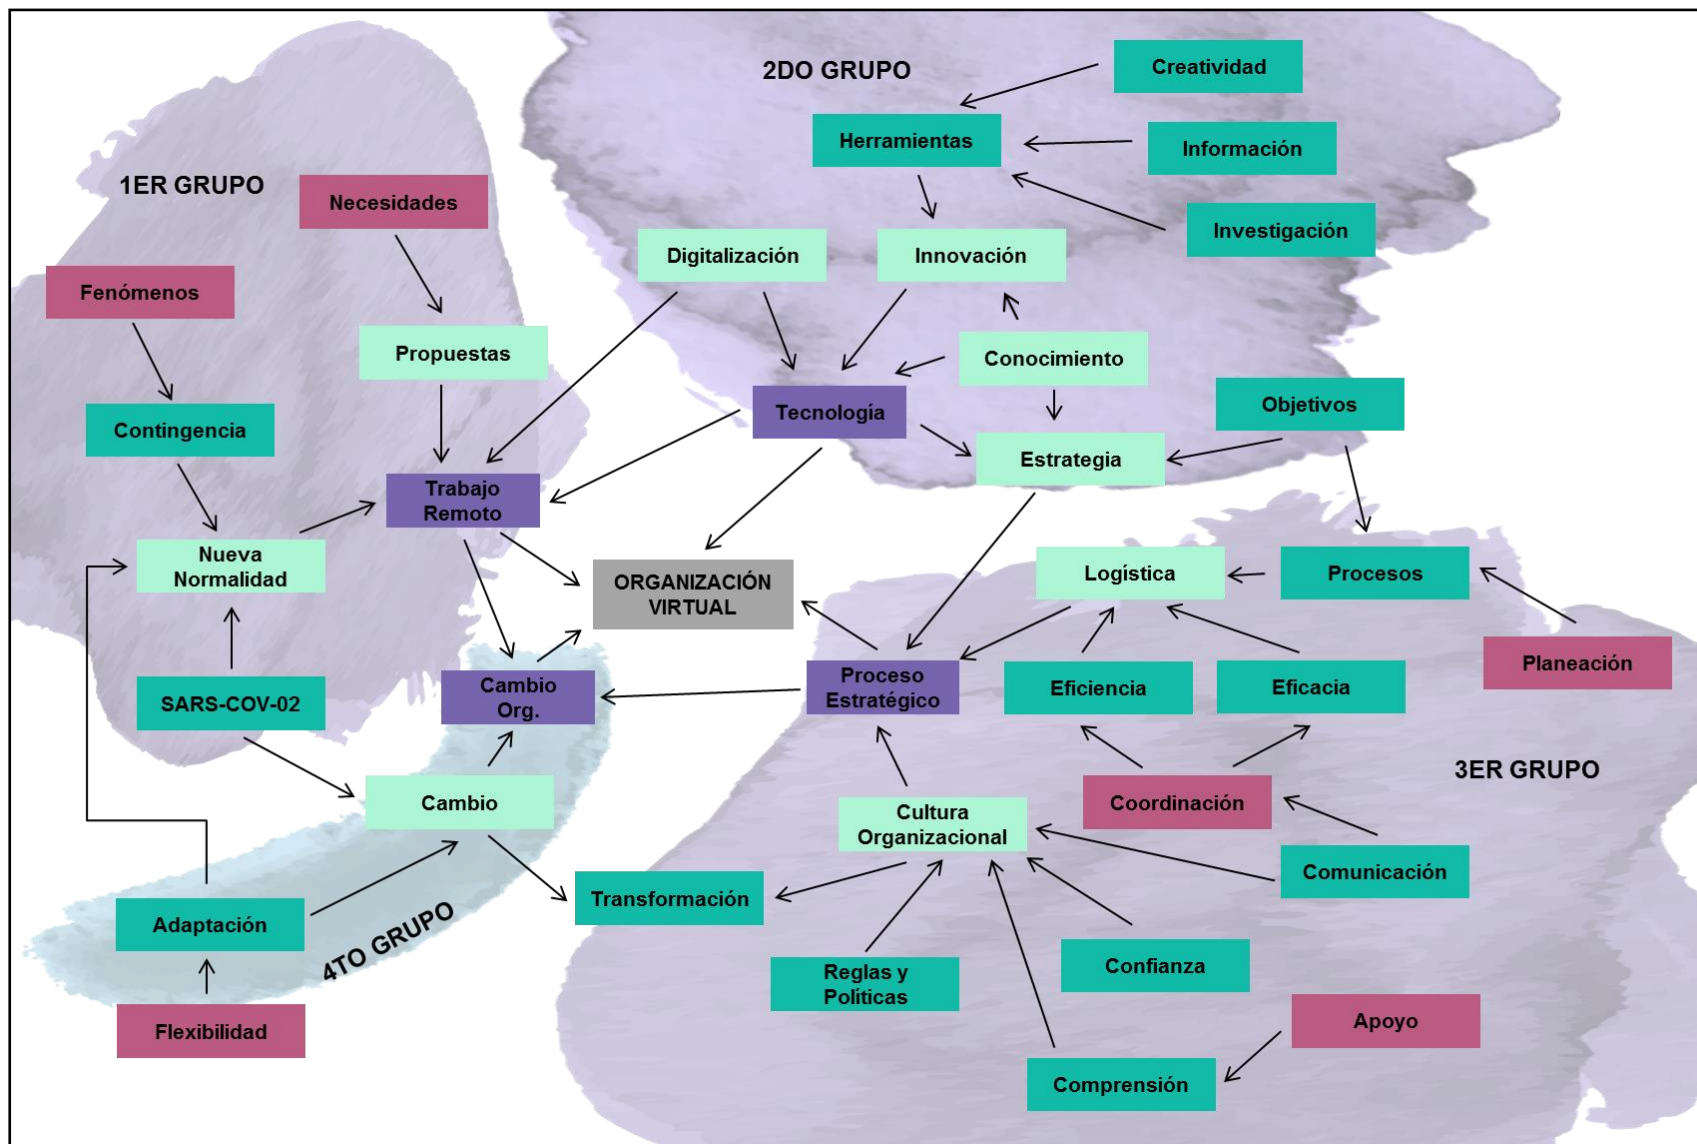 2DO GRUPO
Creatividad
Herramientas
Información
1ER GRUPO
Necesidades
Investigación
Digitalización
Innovación
Fenómenos
Propuestas
Conocimiento
Tecnología
Objetivos
Contingencia
Estrategia
Trabajo
Remoto
Nueva
Normalidad
ORGANIZACIÓN
VIRTUAL
Logística
Procesos
Planeación
SARS-COV-02
Cambio
Org.
Proceso
Estratégico
Eficiencia
Eficacia
3ER GRUPO
Cambio
Cultura
Organizacional
Coordinación
Comunicación
Transformación
Adaptación
4TO GRUPO
Reglas y
Políticas
Confianza
Flexibilidad
Apoyo
Comprensión